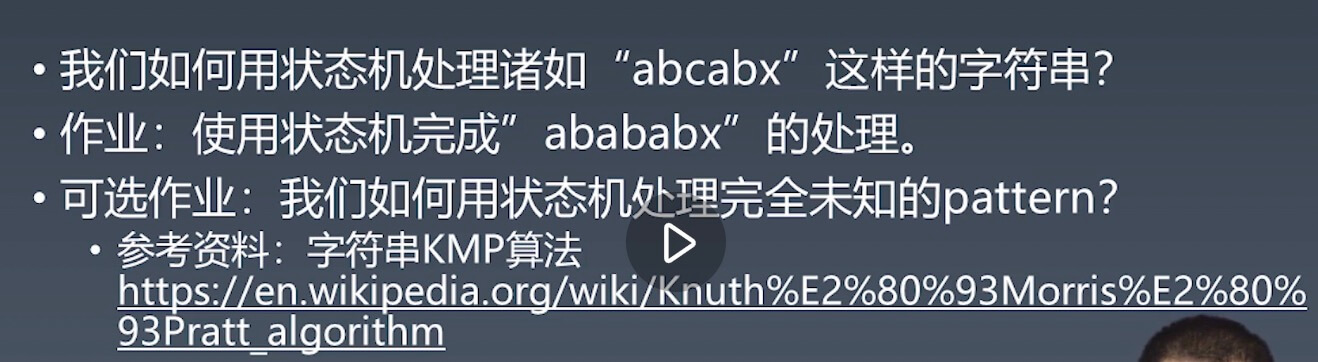 • 我们如何用状态机处理诸如“abcabx”这样的字符串？
• 作业：使用状态机完成”abababx”的处理。
• 可选作业：我们如何用状态机处理完全未知的pattern？
• 参考资料：字符串KMP算法
https://en.wikipedia.org/wiki/Knuth%E2%80%93Morris%E2%80%
93Pratt_algorithm